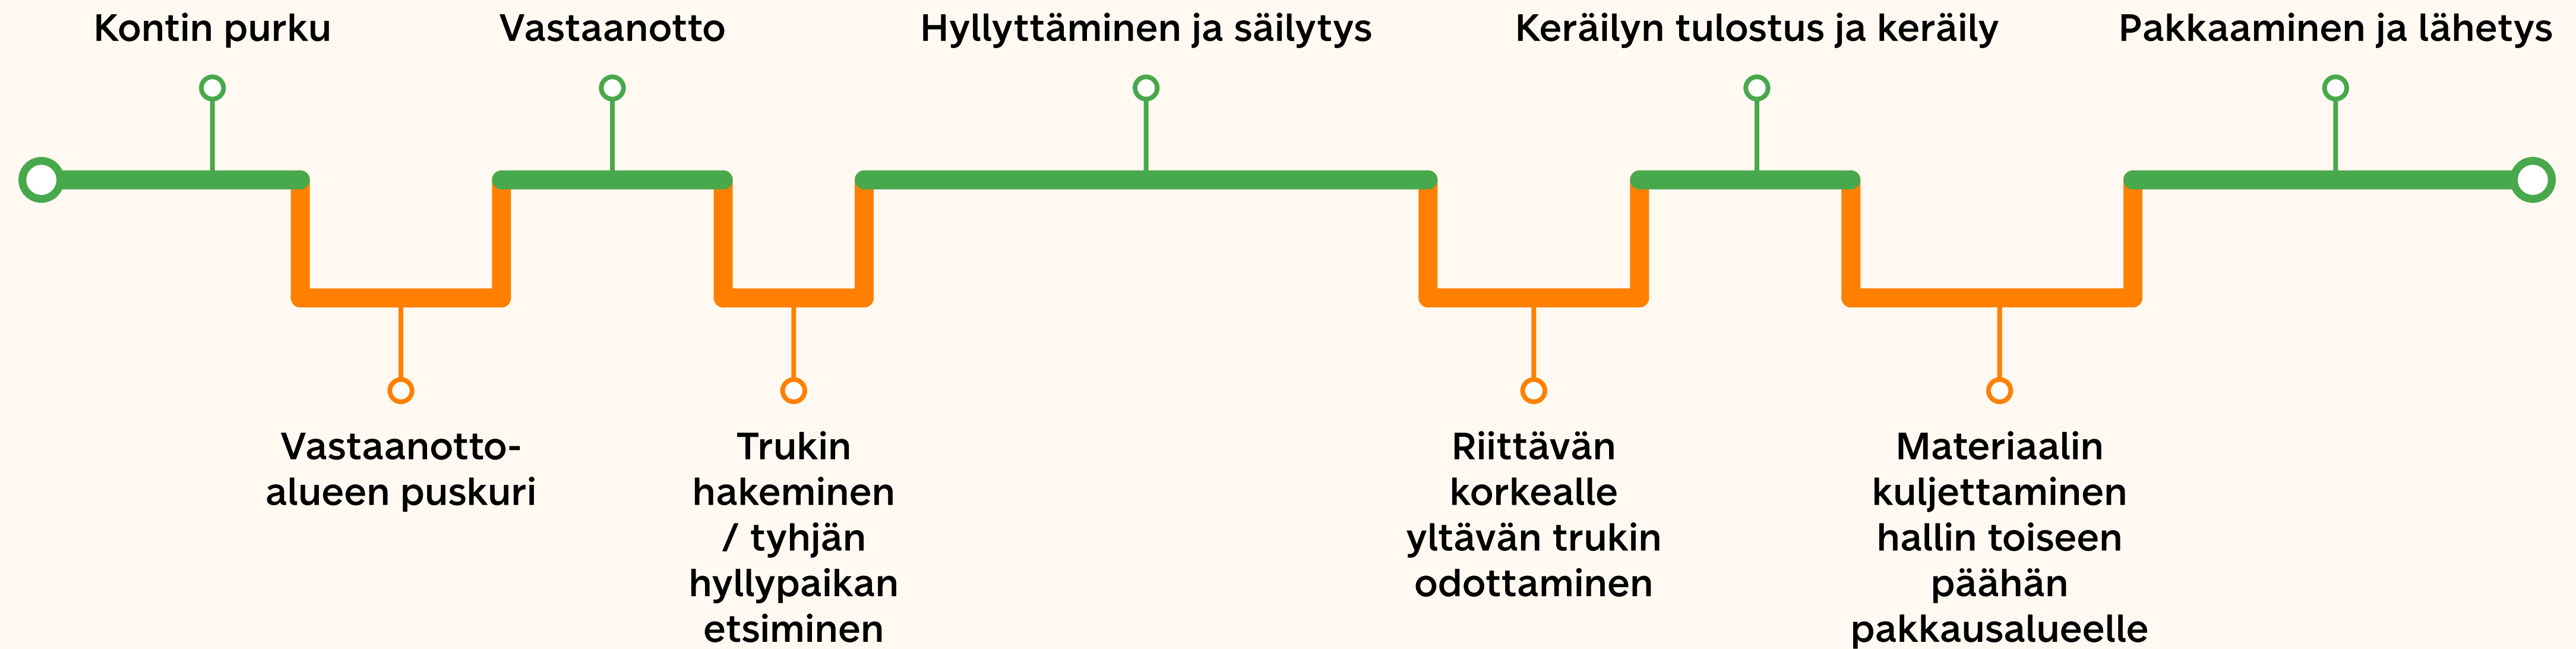 Kontin purku
Vastaanotto
Hyllyttäminen ja säilytys
Keräilyn tulostus ja keräily
Pakkaaminen ja lähetys
Vastaanotto-
alueen puskuri
Trukin
hakeminen
/ tyhjän
hyllypaikan
etsiminen
Riittävän
korkealle
yltävän trukin
odottaminen
Materiaalin
kuljettaminen
hallin toiseen
päähän
pakkausalueelle